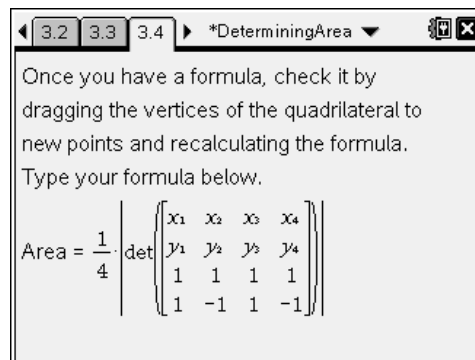 3.2 3.3 3.4 *DeterminingArea
Once you have a formula, check it by
dragging the vertices of the quadrilateral to
new points and recalculating the formula.
Type your formula below.
Area = 1/4 · |det([x₁ x₂ x₃ x₄
y₁ y₂ y₃ y₄
1 1 1 1
1 -1 1 -1])|